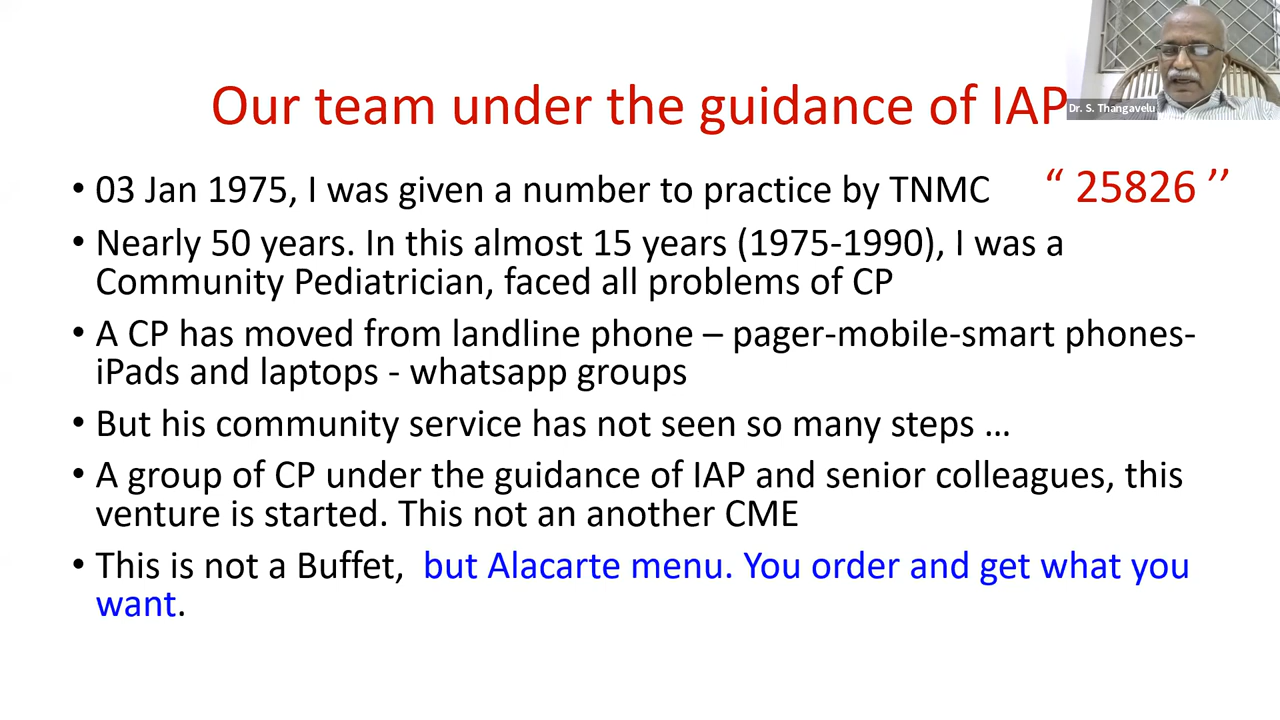 Our team under the guidance of IAP
Dr. S. Thangavelu
• 03 Jan 1975, I was given a number to practice by TNMC “ 25826 ’’
• Nearly 50 years. In this almost 15 years (1975-1990), I was a
Community Pediatrician, faced all problems of CP
• A CP has moved from landline phone – pager-mobile-smart phones-
iPads and laptops - whatsapp groups
• But his community service has not seen so many steps …
• A group of CP under the guidance of IAP and senior colleagues, this
venture is started. This not an another CME
• This is not a Buffet,  but Alacarte menu. You order and get what you
want.